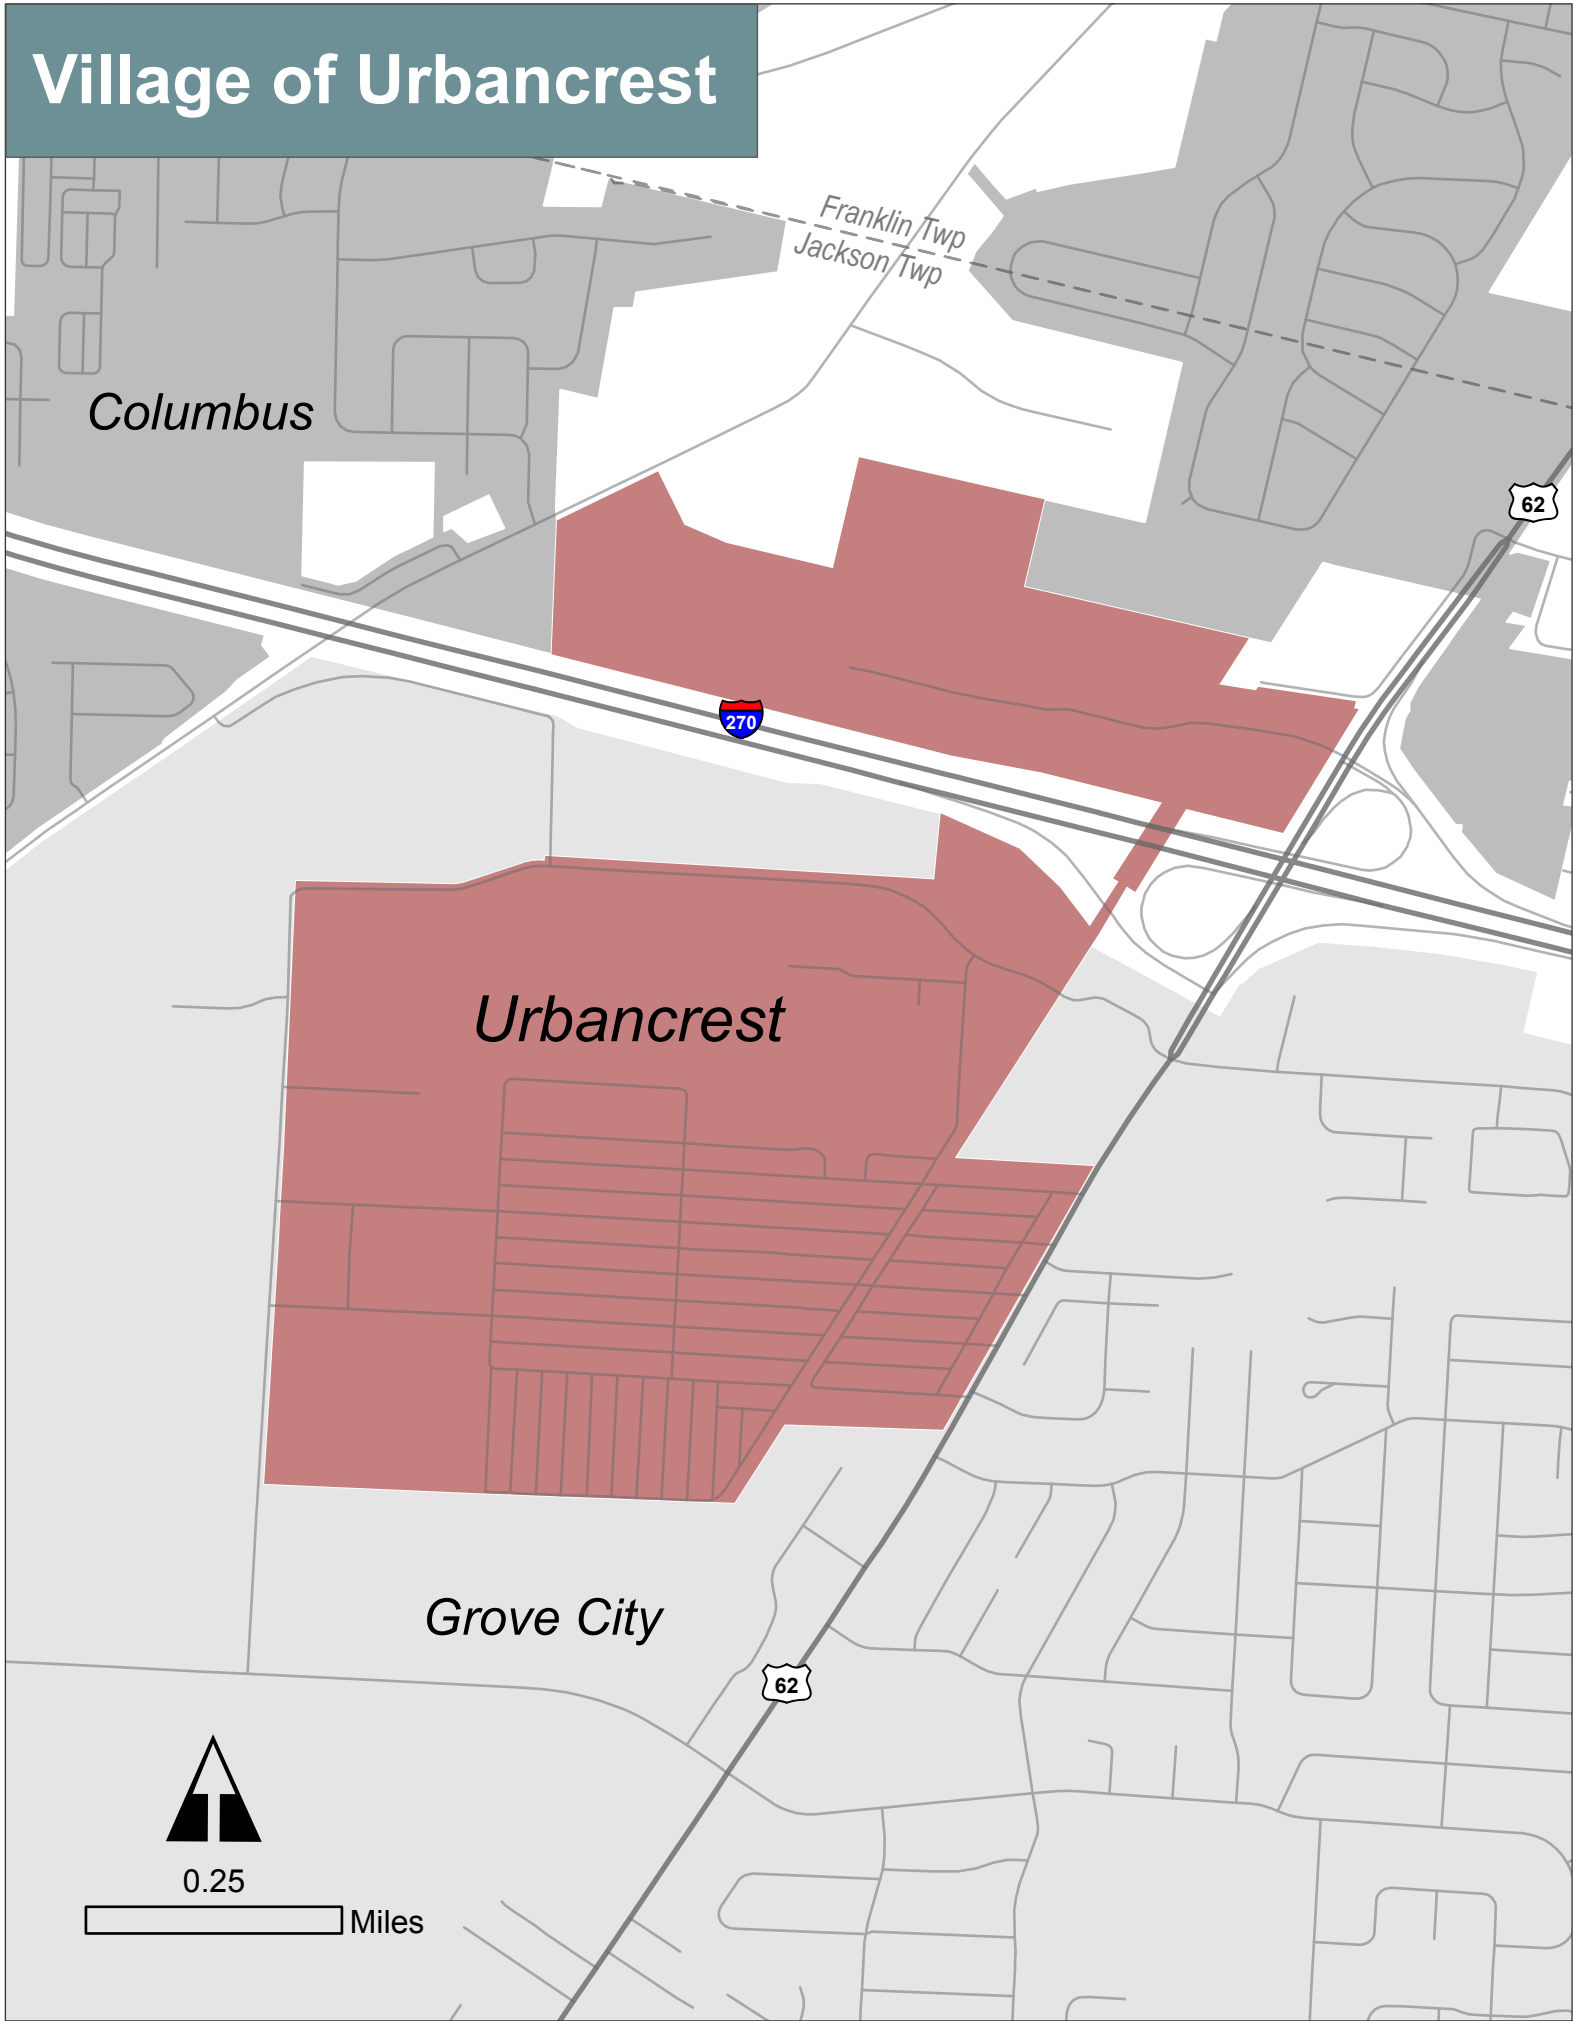 Village of Urbancrest
Franklin Twp
Jackson Twp
Columbus
62
270
Urbancrest
Grove City
62
0.25
Miles